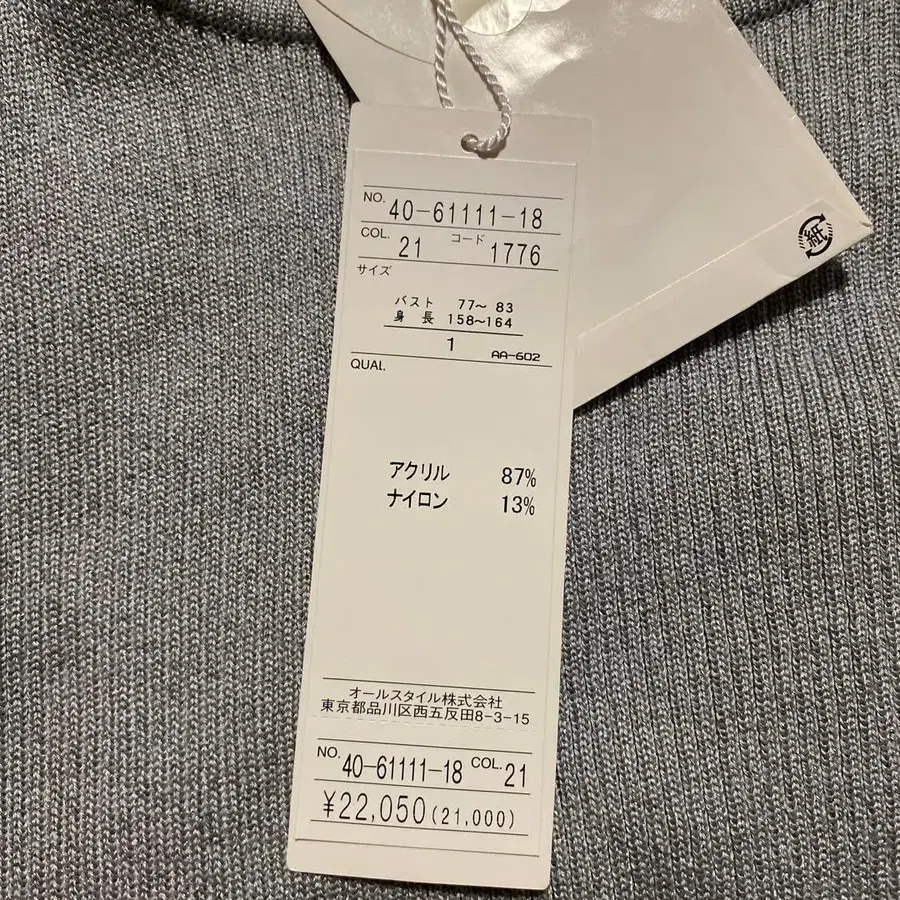 紙
NO. 40-61111-18
COL. 21 コード 1776
サイズ
バスト 77～ 83
身 長 158～164
1 AA-602
QUAL.
アクリル 87%
ナイロン 13%
オールスタイル株式会社
東京都品川区西五反田8-3-15
NO. 40-61111-18 COL. 21
¥22,050(21,000)